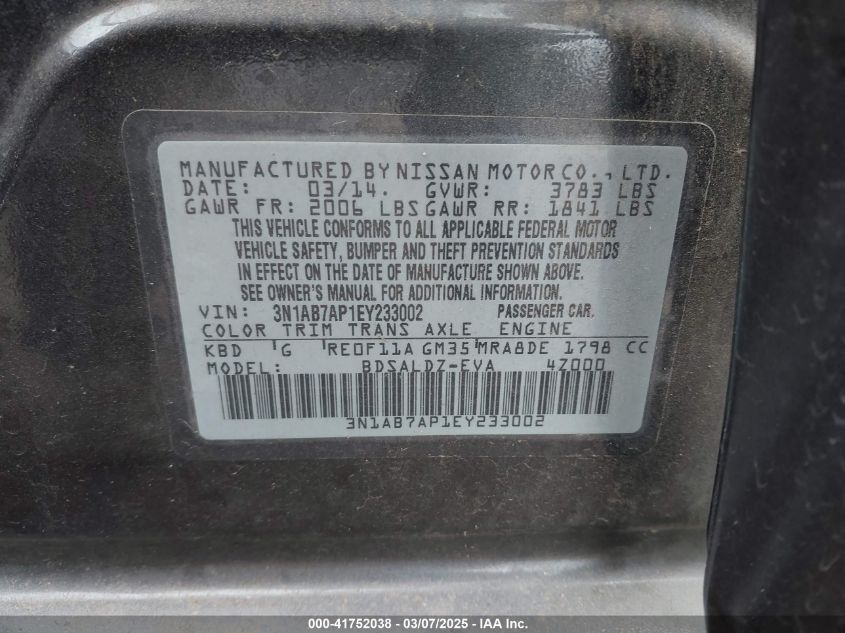 MANUFACTURED BY NISSAN MOTOR CO., LTD.
DATE: 03/14. GVWR: 3783 LBS
GAWR FR: 2006 LBS GAWR RR: 1841 LBS
THIS VEHICLE CONFORMS TO ALL APPLICABLE FEDERAL MOTOR
VEHICLE SAFETY, BUMPER AND THEFT PREVENTION STANDARDS
IN EFFECT ON THE DATE OF MANUFACTURE SHOWN ABOVE.
SEE OWNER'S MANUAL FOR ADDITIONAL INFORMATION.
VIN: 3N1AB7AP1EY233002 PASSENGER CAR.
COLOR TRIM TRANS AXLE ENGINE
KBD G RE0F11A GM35 MRA8DE 1798 CC
MODEL: BDSALDZ-EVA 4Z000
3N1AB7AP1EY233002
000-41752038 - 03/07/2025 - IAA Inc.